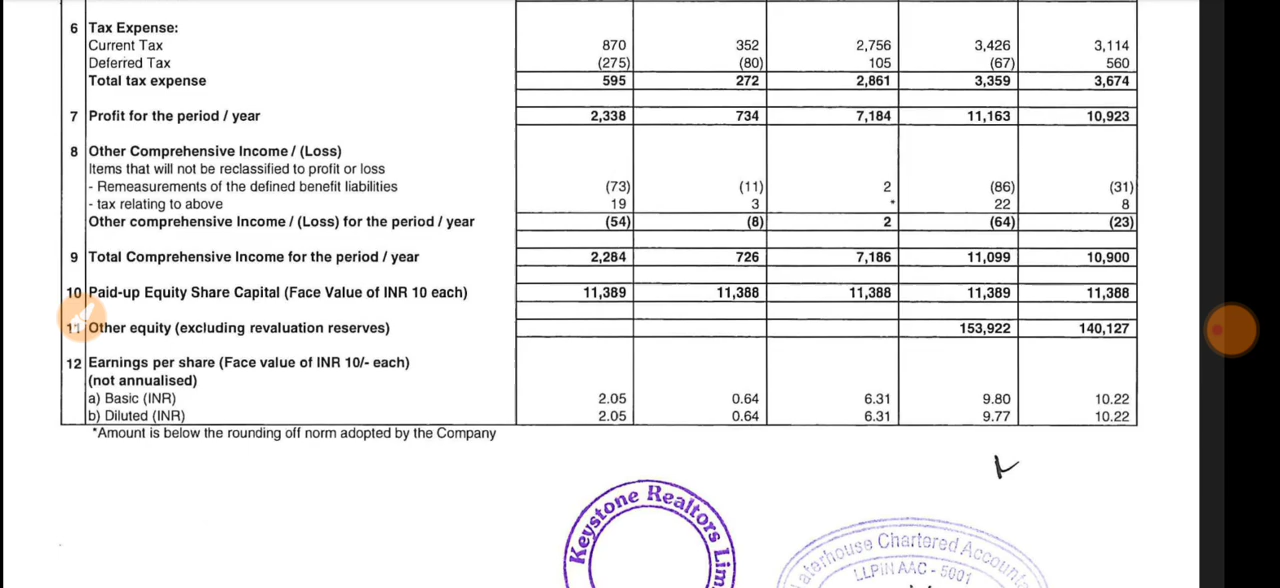 6 Tax Expense:
Current Tax 870 352 2,756 3,426 3,114
Deferred Tax (275) (80) 105 (67) 560
Total tax expense 595 272 2,861 3,359 3,674
7 Profit for the period / year 2,338 734 7,184 11,163 10,923
8 Other Comprehensive Income / (Loss)
Items that will not be reclassified to profit or loss
- Remeasurements of the defined benefit liabilities (73) (11) 2 (86) (31)
- tax relating to above 19 3 * 22 8
Other comprehensive Income / (Loss) for the period / year (54) (8) 2 (64) (23)
9 Total Comprehensive Income for the period / year 2,284 726 7,186 11,099 10,900
10 Paid-up Equity Share Capital (Face Value of INR 10 each) 11,389 11,388 11,388 11,389 11,388
11 Other equity (excluding revaluation reserves) 153,922 140,127
12 Earnings per share (Face value of INR 10/- each)
(not annualised)
a) Basic (INR) 2.05 0.64 6.31 9.80 10.22
b) Diluted (INR) 2.05 0.64 6.31 9.77 10.22
*Amount is below the rounding off norm adopted by the Company
Keystone Realtors Lim
aterhouse Chartered Accounta
LLPIN AAC - 5001